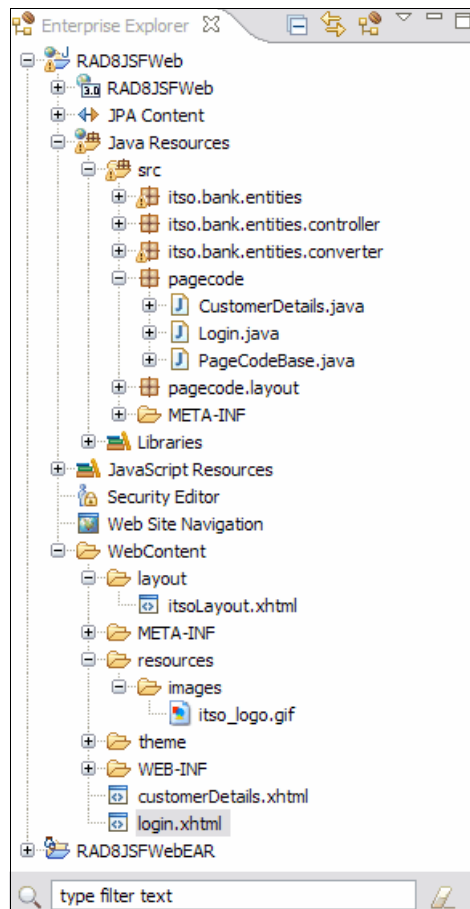 Enterprise Explorer
RAD8JSFWeb
3.0 RAD8JSFWeb
JPA Content
Java Resources
src
itso.bank.entities
itso.bank.entities.controller
itso.bank.entities.converter
pagecode
J CustomerDetails.java
J Login.java
J PageCodeBase.java
pagecode.layout
META-INF
Libraries
JavaScript Resources
Security Editor
Web Site Navigation
WebContent
layout
itsoLayout.xhtml
META-INF
resources
images
itso_logo.gif
theme
WEB-INF
customerDetails.xhtml
login.xhtml
RAD8JSFWebEAR
type filter text